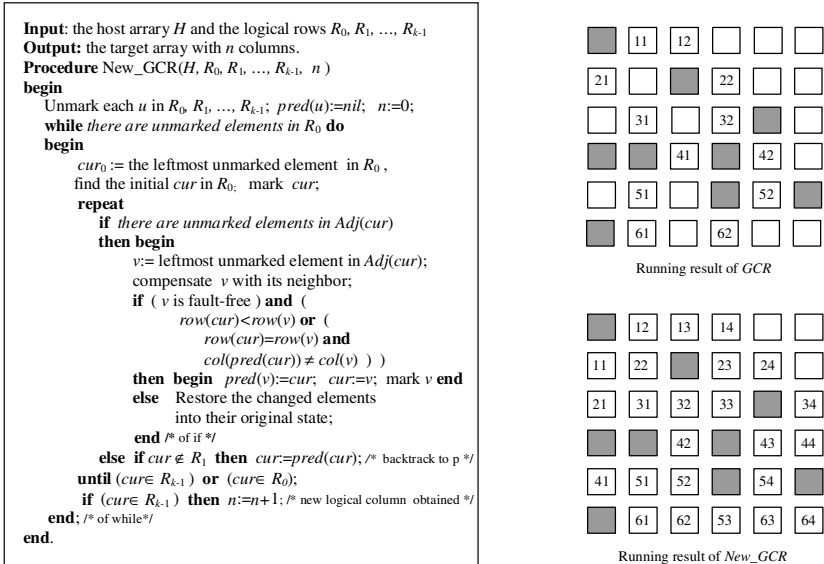 Input: the host arrary H and the logical rows R0, R1, …, Rk-1
Output: the target array with n columns.
Procedure New_GCR(H, R0, R1, …, Rk-1, n )
begin
Unmark each u in R0, R1, …, Rk-1; pred(u):=nil; n:=0;
while there are unmarked elements in R0 do
begin
cur0 := the leftmost unmarked element in R0 ,
find the initial cur in R0; mark cur;
repeat
if there are unmarked elements in Adj(cur)
then begin
v:= leftmost unmarked element in Adj(cur);
compensate v with its neighbor;
if ( v is fault-free ) and (
row(cur)<row(v) or (
row(cur)=row(v) and
col(pred(cur)) ≠ col(v) ) )
then begin pred(v):=cur; cur:=v; mark v end
else Restore the changed elements
into their original state;
end /* of if */
else if cur ∉ R1 then cur:=pred(cur); /* backtrack to p */
until (cur∈ Rk-1 ) or (cur∈ R0);
if (cur∈ Rk-1 ) then n:=n+1; /* new logical column obtained */
end; /* of while*/
end.
11 12
21 22
31 32
41 42
51 52
61 62
Running result of GCR
12 13 14
11 22 23 24
21 31 32 33 34
42 43 44
41 51 52 54
61 62 53 63 64
Running result of New_GCR